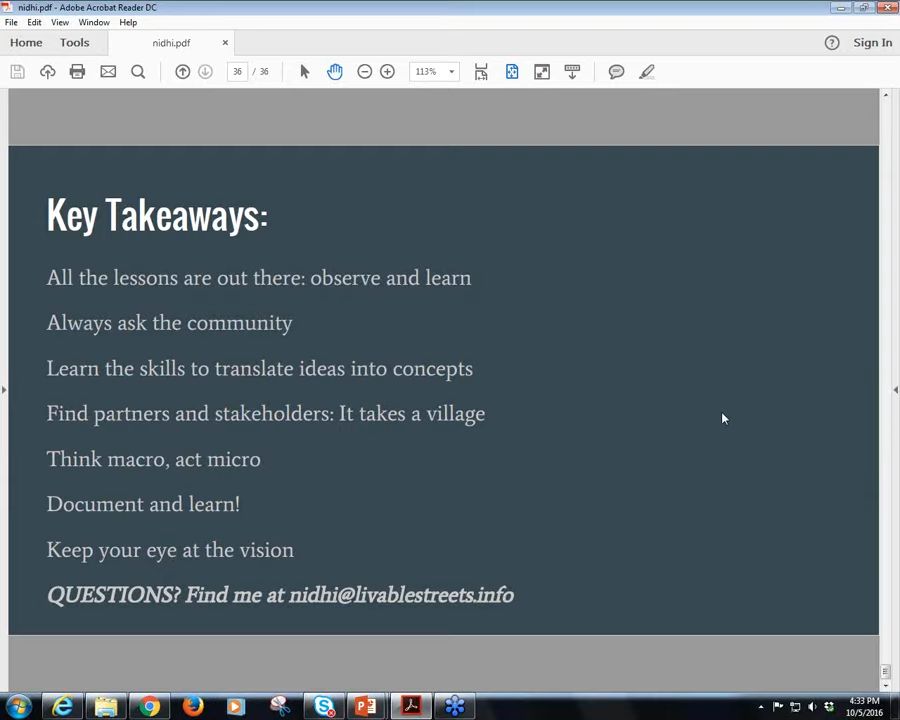 nidhi.pdf - Adobe Acrobat Reader DC
File Edit View Window Help
Home Tools nidhi.pdf × Sign In
36 / 36 113%
Key Takeaways:
All the lessons are out there: observe and learn
Always ask the community
Learn the skills to translate ideas into concepts
Find partners and stakeholders: It takes a village
Think macro, act micro
Document and learn!
Keep your eye at the vision
QUESTIONS? Find me at nidhi@livablestreets.info
4:33 PM
10/5/2016